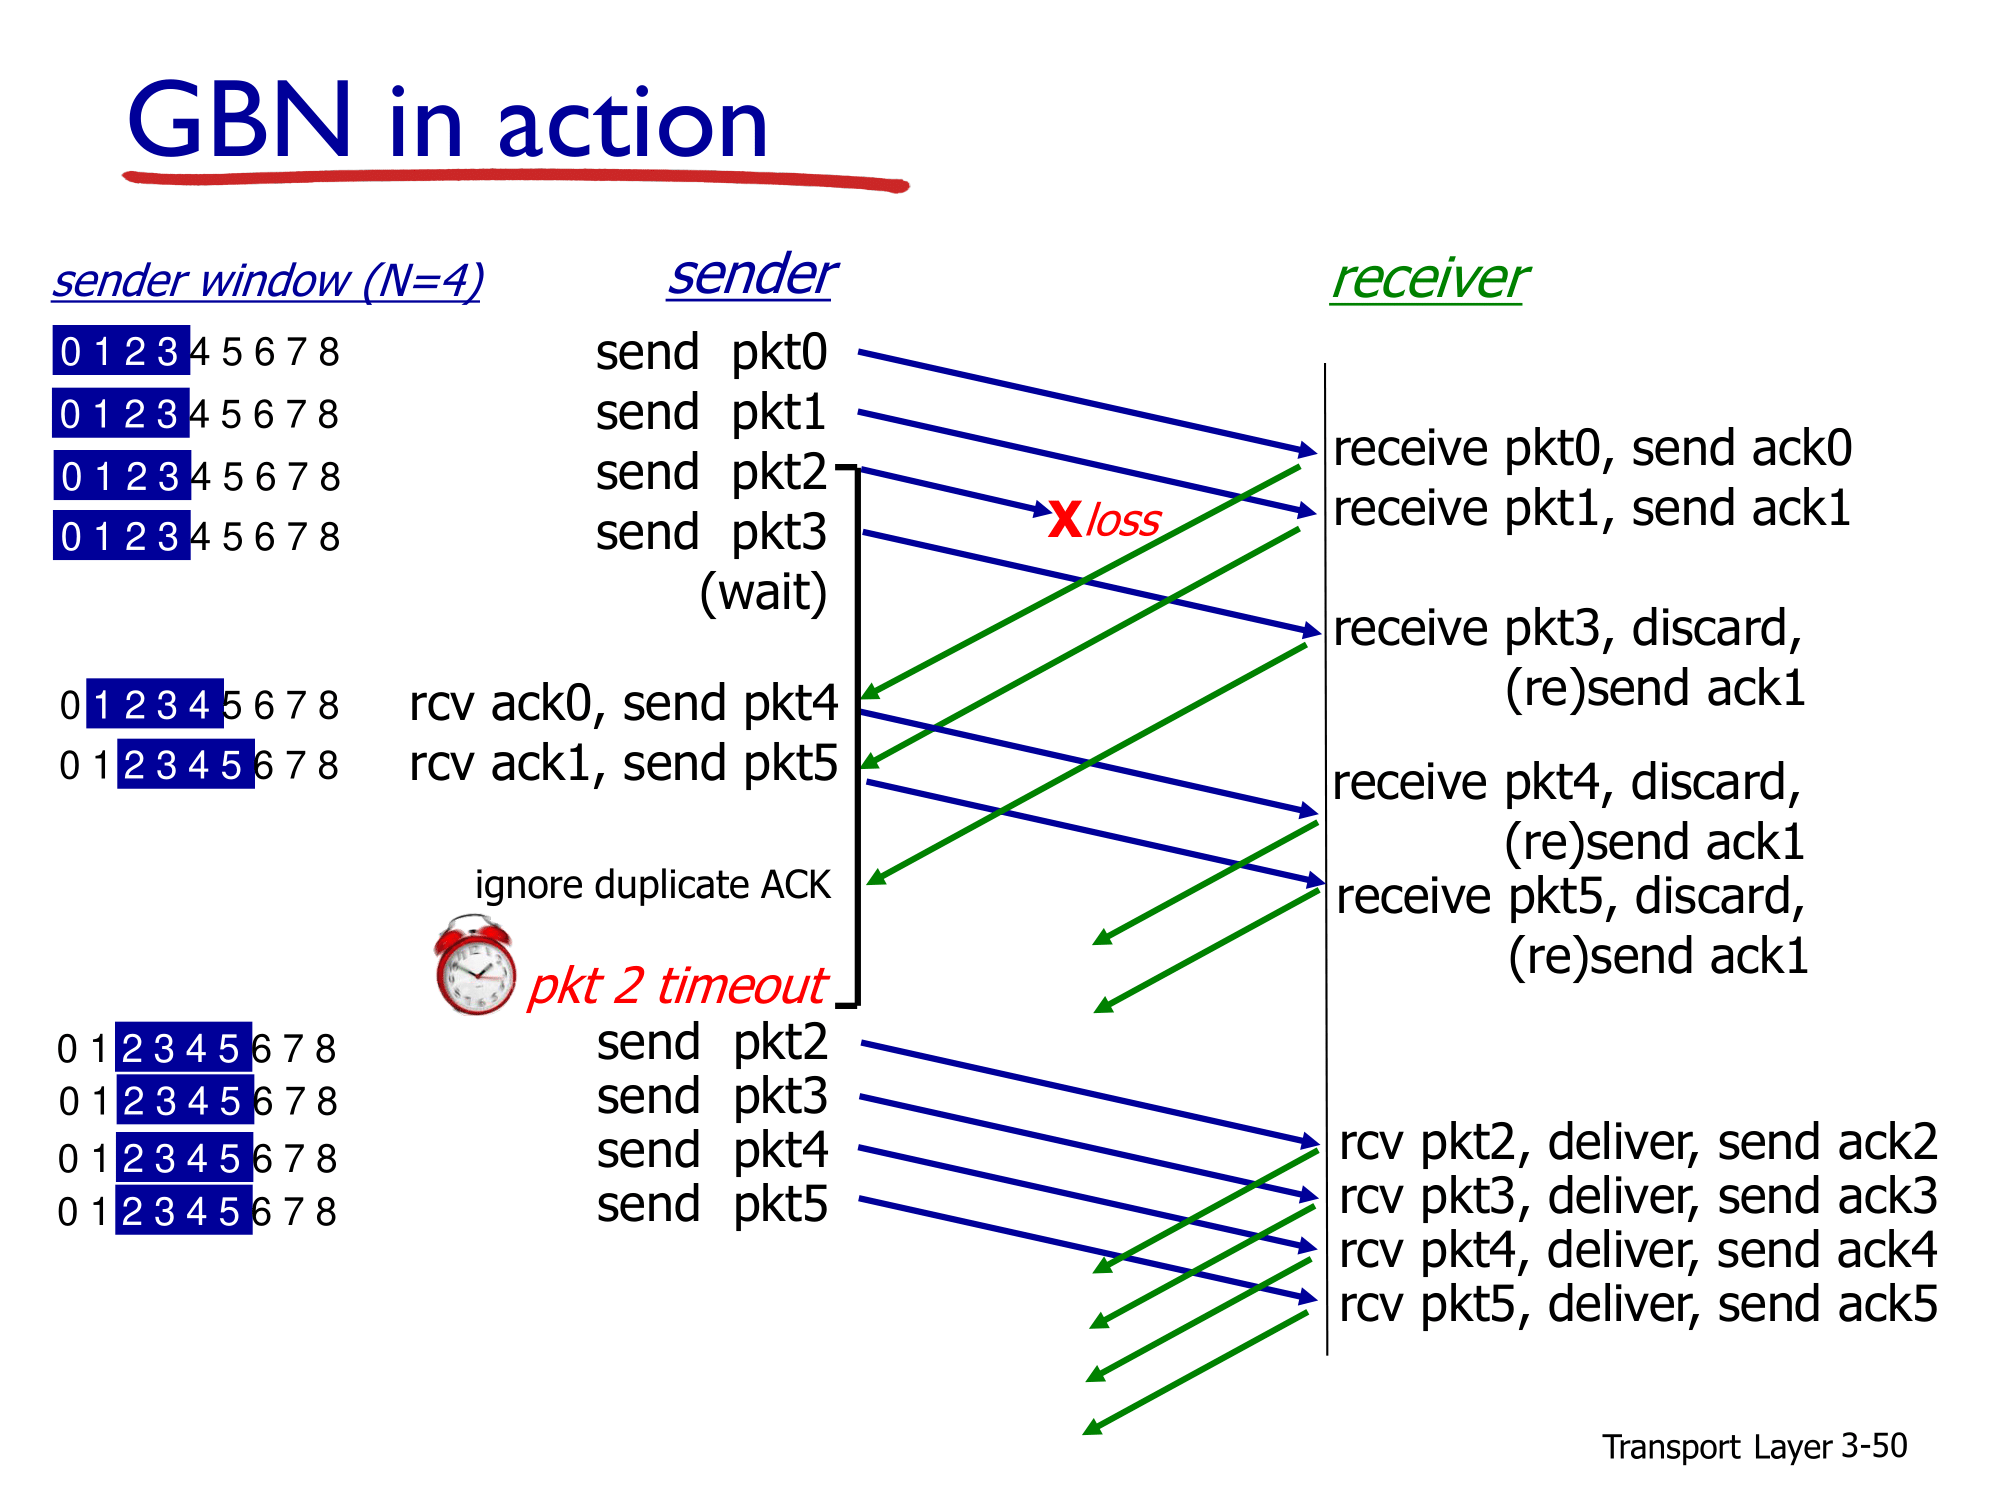 GBN in action
sender window (N=4)
sender
receiver
0 1 2 3 4 5 6 7 8
send pkt0
0 1 2 3 4 5 6 7 8
send pkt1
0 1 2 3 4 5 6 7 8
send pkt2
0 1 2 3 4 5 6 7 8
send pkt3
(wait)
X loss
receive pkt0, send ack0
receive pkt1, send ack1
receive pkt3, discard,
(re)send ack1
0 1 2 3 4 5 6 7 8
rcv ack0, send pkt4
0 1 2 3 4 5 6 7 8
rcv ack1, send pkt5
receive pkt4, discard,
(re)send ack1
receive pkt5, discard,
(re)send ack1
ignore duplicate ACK
pkt 2 timeout
0 1 2 3 4 5 6 7 8
send pkt2
0 1 2 3 4 5 6 7 8
send pkt3
0 1 2 3 4 5 6 7 8
send pkt4
0 1 2 3 4 5 6 7 8
send pkt5
rcv pkt2, deliver, send ack2
rcv pkt3, deliver, send ack3
rcv pkt4, deliver, send ack4
rcv pkt5, deliver, send ack5
Transport Layer 3-50